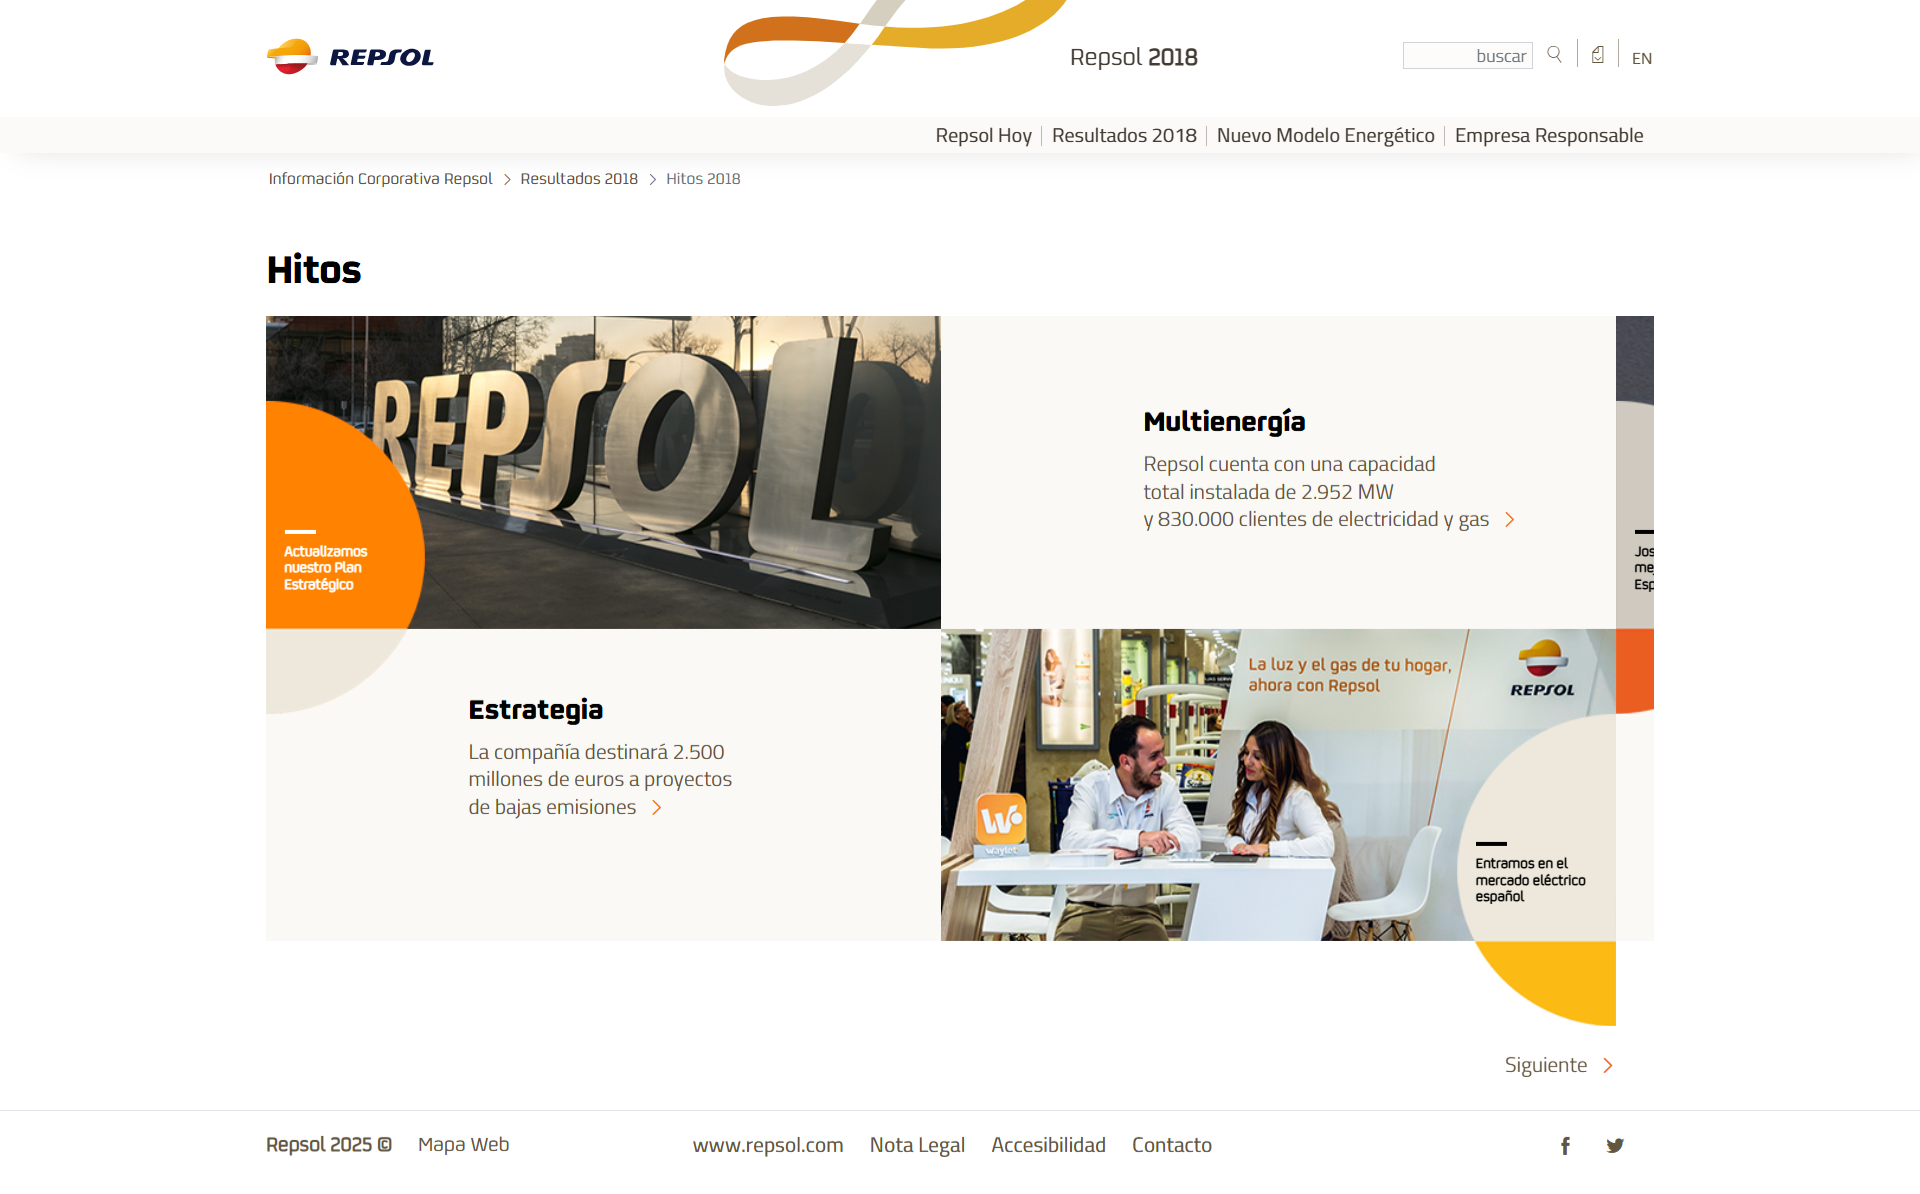 REPSOL
Repsol 2018
buscar
EN
Repsol Hoy
Resultados 2018
Nuevo Modelo Energético
Empresa Responsable
Información Corporativa Repsol
Resultados 2018
Hitos 2018
Hitos
REPSOL
Actualizamos
nuestro Plan
Estratégico
Multienergía
Repsol cuenta con una capacidad
total instalada de 2.952 MW
y 830.000 clientes de electricidad y gas
Estrategia
La compañía destinará 2.500
millones de euros a proyectos
de bajas emisiones
La luz y el gas de tu hogar,
ahora con Repsol
REPSOL
waylet
Entramos en el
mercado eléctrico
español
Siguiente
Repsol 2025 ©
Mapa Web
www.repsol.com
Nota Legal
Accesibilidad
Contacto